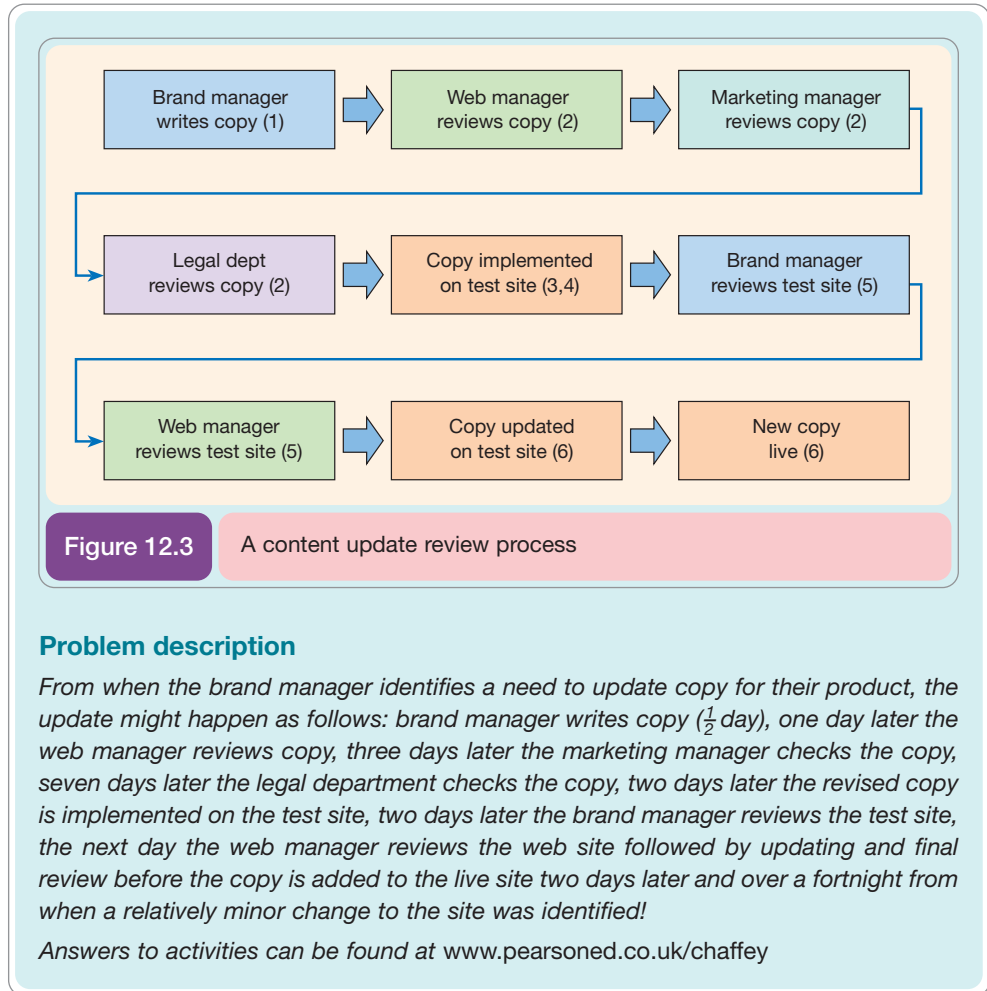 Brand manager
writes copy (1)
Web manager
reviews copy (2)
Marketing manager
reviews copy (2)
Legal dept
reviews copy (2)
Copy implemented
on test site (3,4)
Brand manager
reviews test site (5)
Web manager
reviews test site (5)
Copy updated
on test site (6)
New copy
live (6)
Figure 12.3
A content update review process
Problem description
From when the brand manager identifies a need to update copy for their product, the
update might happen as follows: brand manager writes copy (½ day), one day later the
web manager reviews copy, three days later the marketing manager checks the copy,
seven days later the legal department checks the copy, two days later the revised copy
is implemented on the test site, two days later the brand manager reviews the test site,
the next day the web manager reviews the web site followed by updating and final
review before the copy is added to the live site two days later and over a fortnight from
when a relatively minor change to the site was identified!
Answers to activities can be found at www.pearsoned.co.uk/chaffey